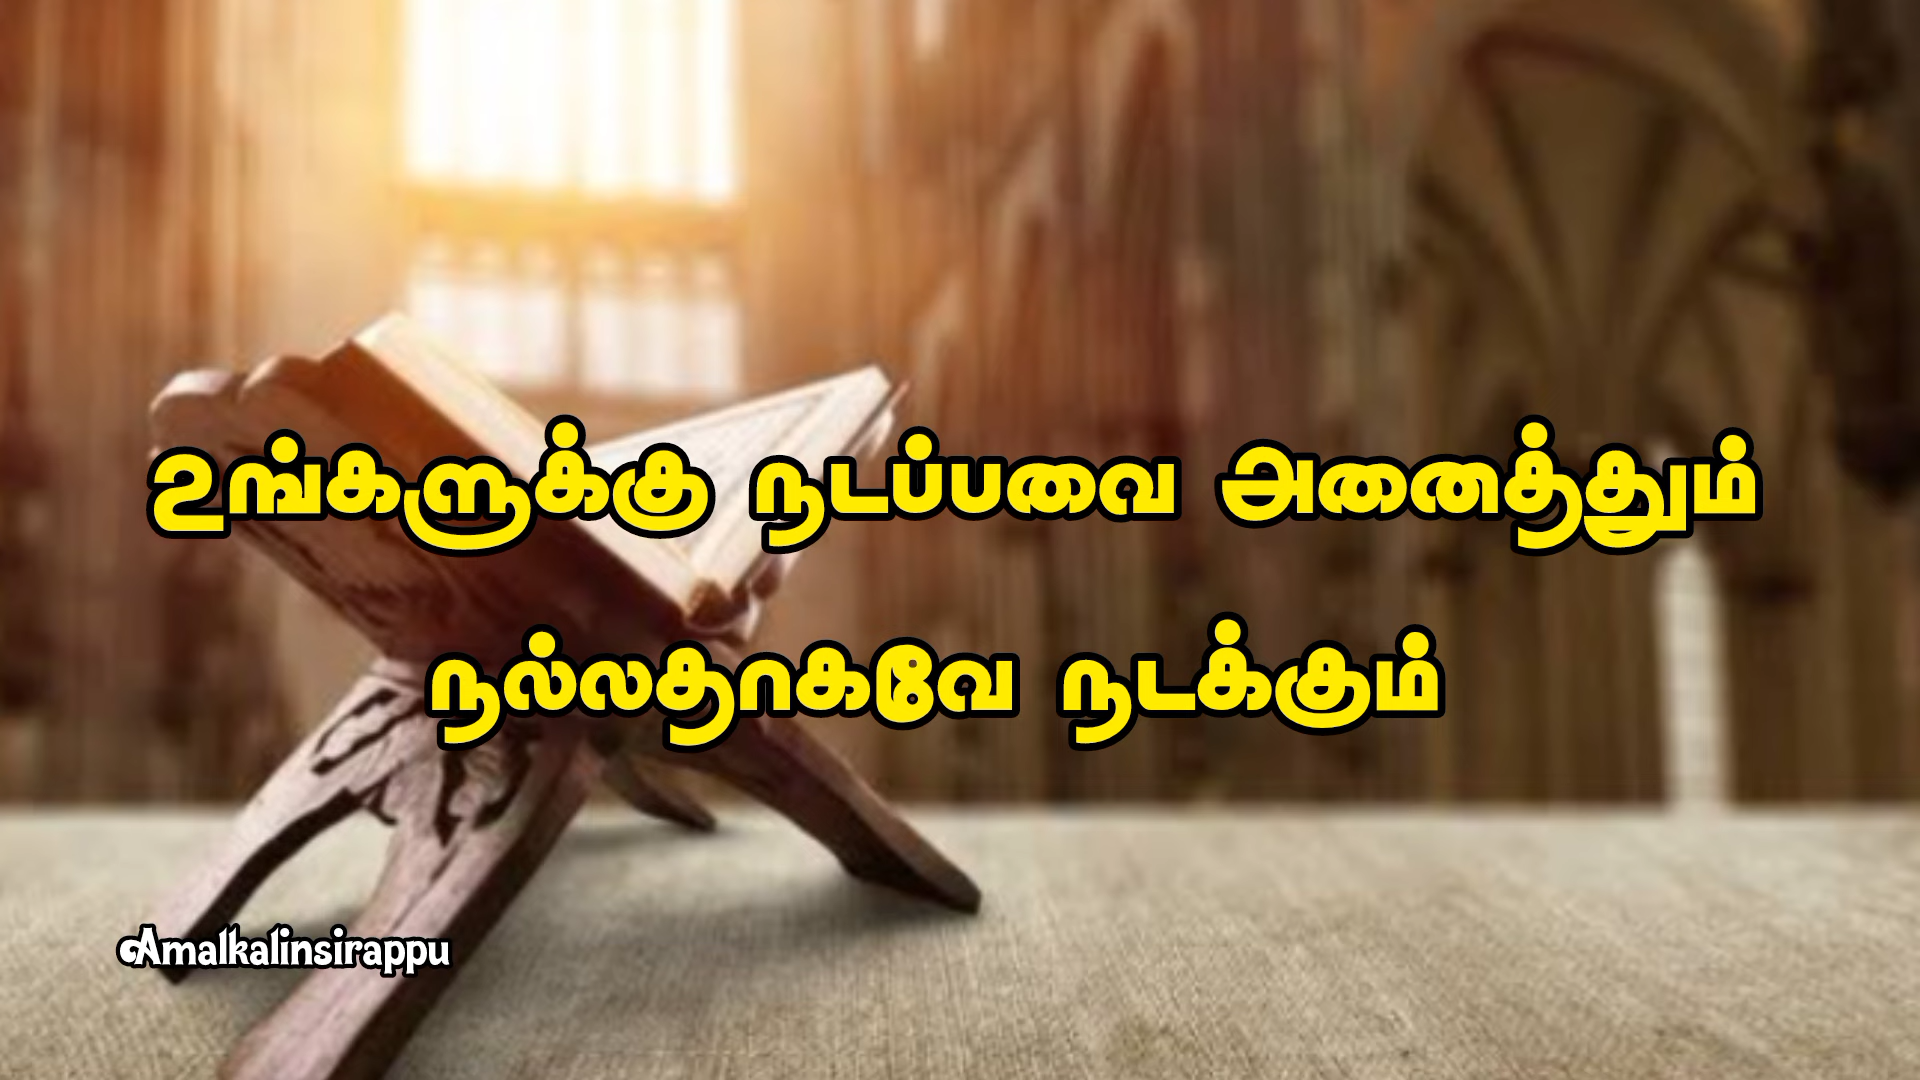 உங்களுக்கு நடப்பவை அனைத்தும்
நல்லதாகவே நடக்கும்
Amalkalinsirappu